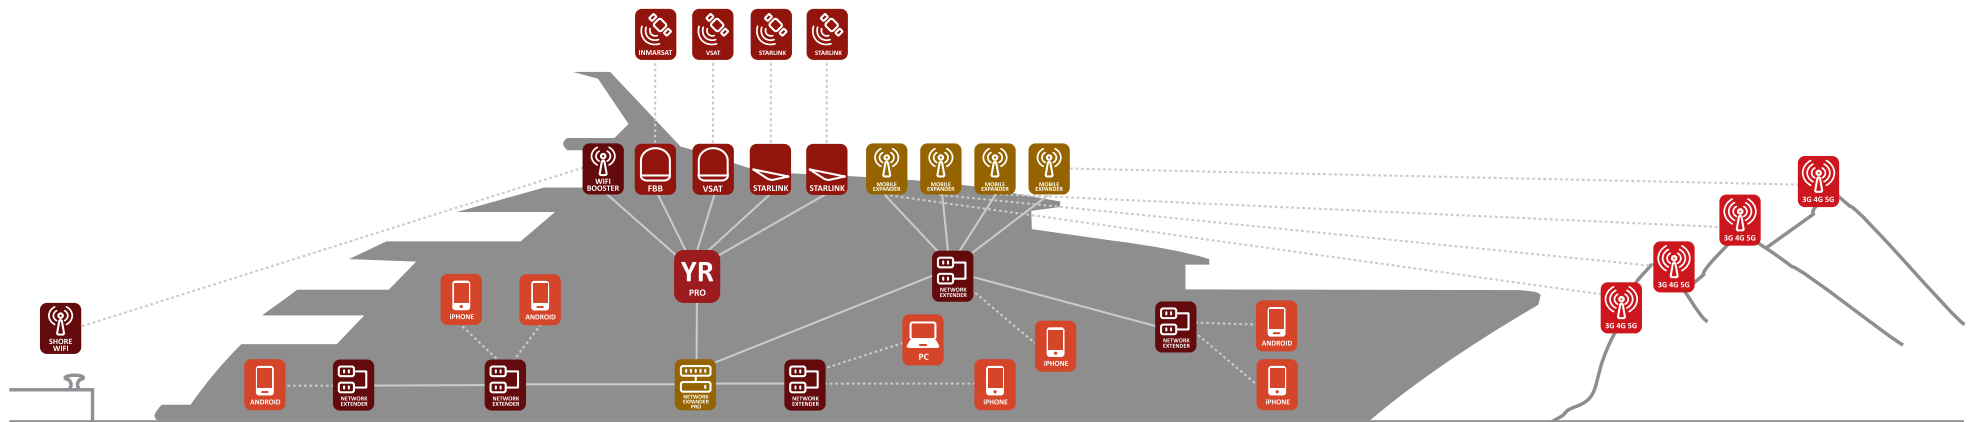 INMARSAT
VSAT
STARLINK
STARLINK
WIFI
BOOSTER
FBB
VSAT
STARLINK
STARLINK
MOBILE
EXPANDER
MOBILE
EXPANDER
MOBILE
EXPANDER
MOBILE
EXPANDER
3G 4G 5G
3G 4G 5G
3G 4G 5G
3G 4G 5G
YR
PRO
NETWORK
EXTENDER
iPHONE
ANDROID
SHORE
WIFI
PC
iPHONE
NETWORK
EXTENDER
ANDROID
ANDROID
NETWORK
EXTENDER
NETWORK
EXTENDER
NETWORK
EXPANDER
PRO
NETWORK
EXTENDER
iPHONE
iPHONE